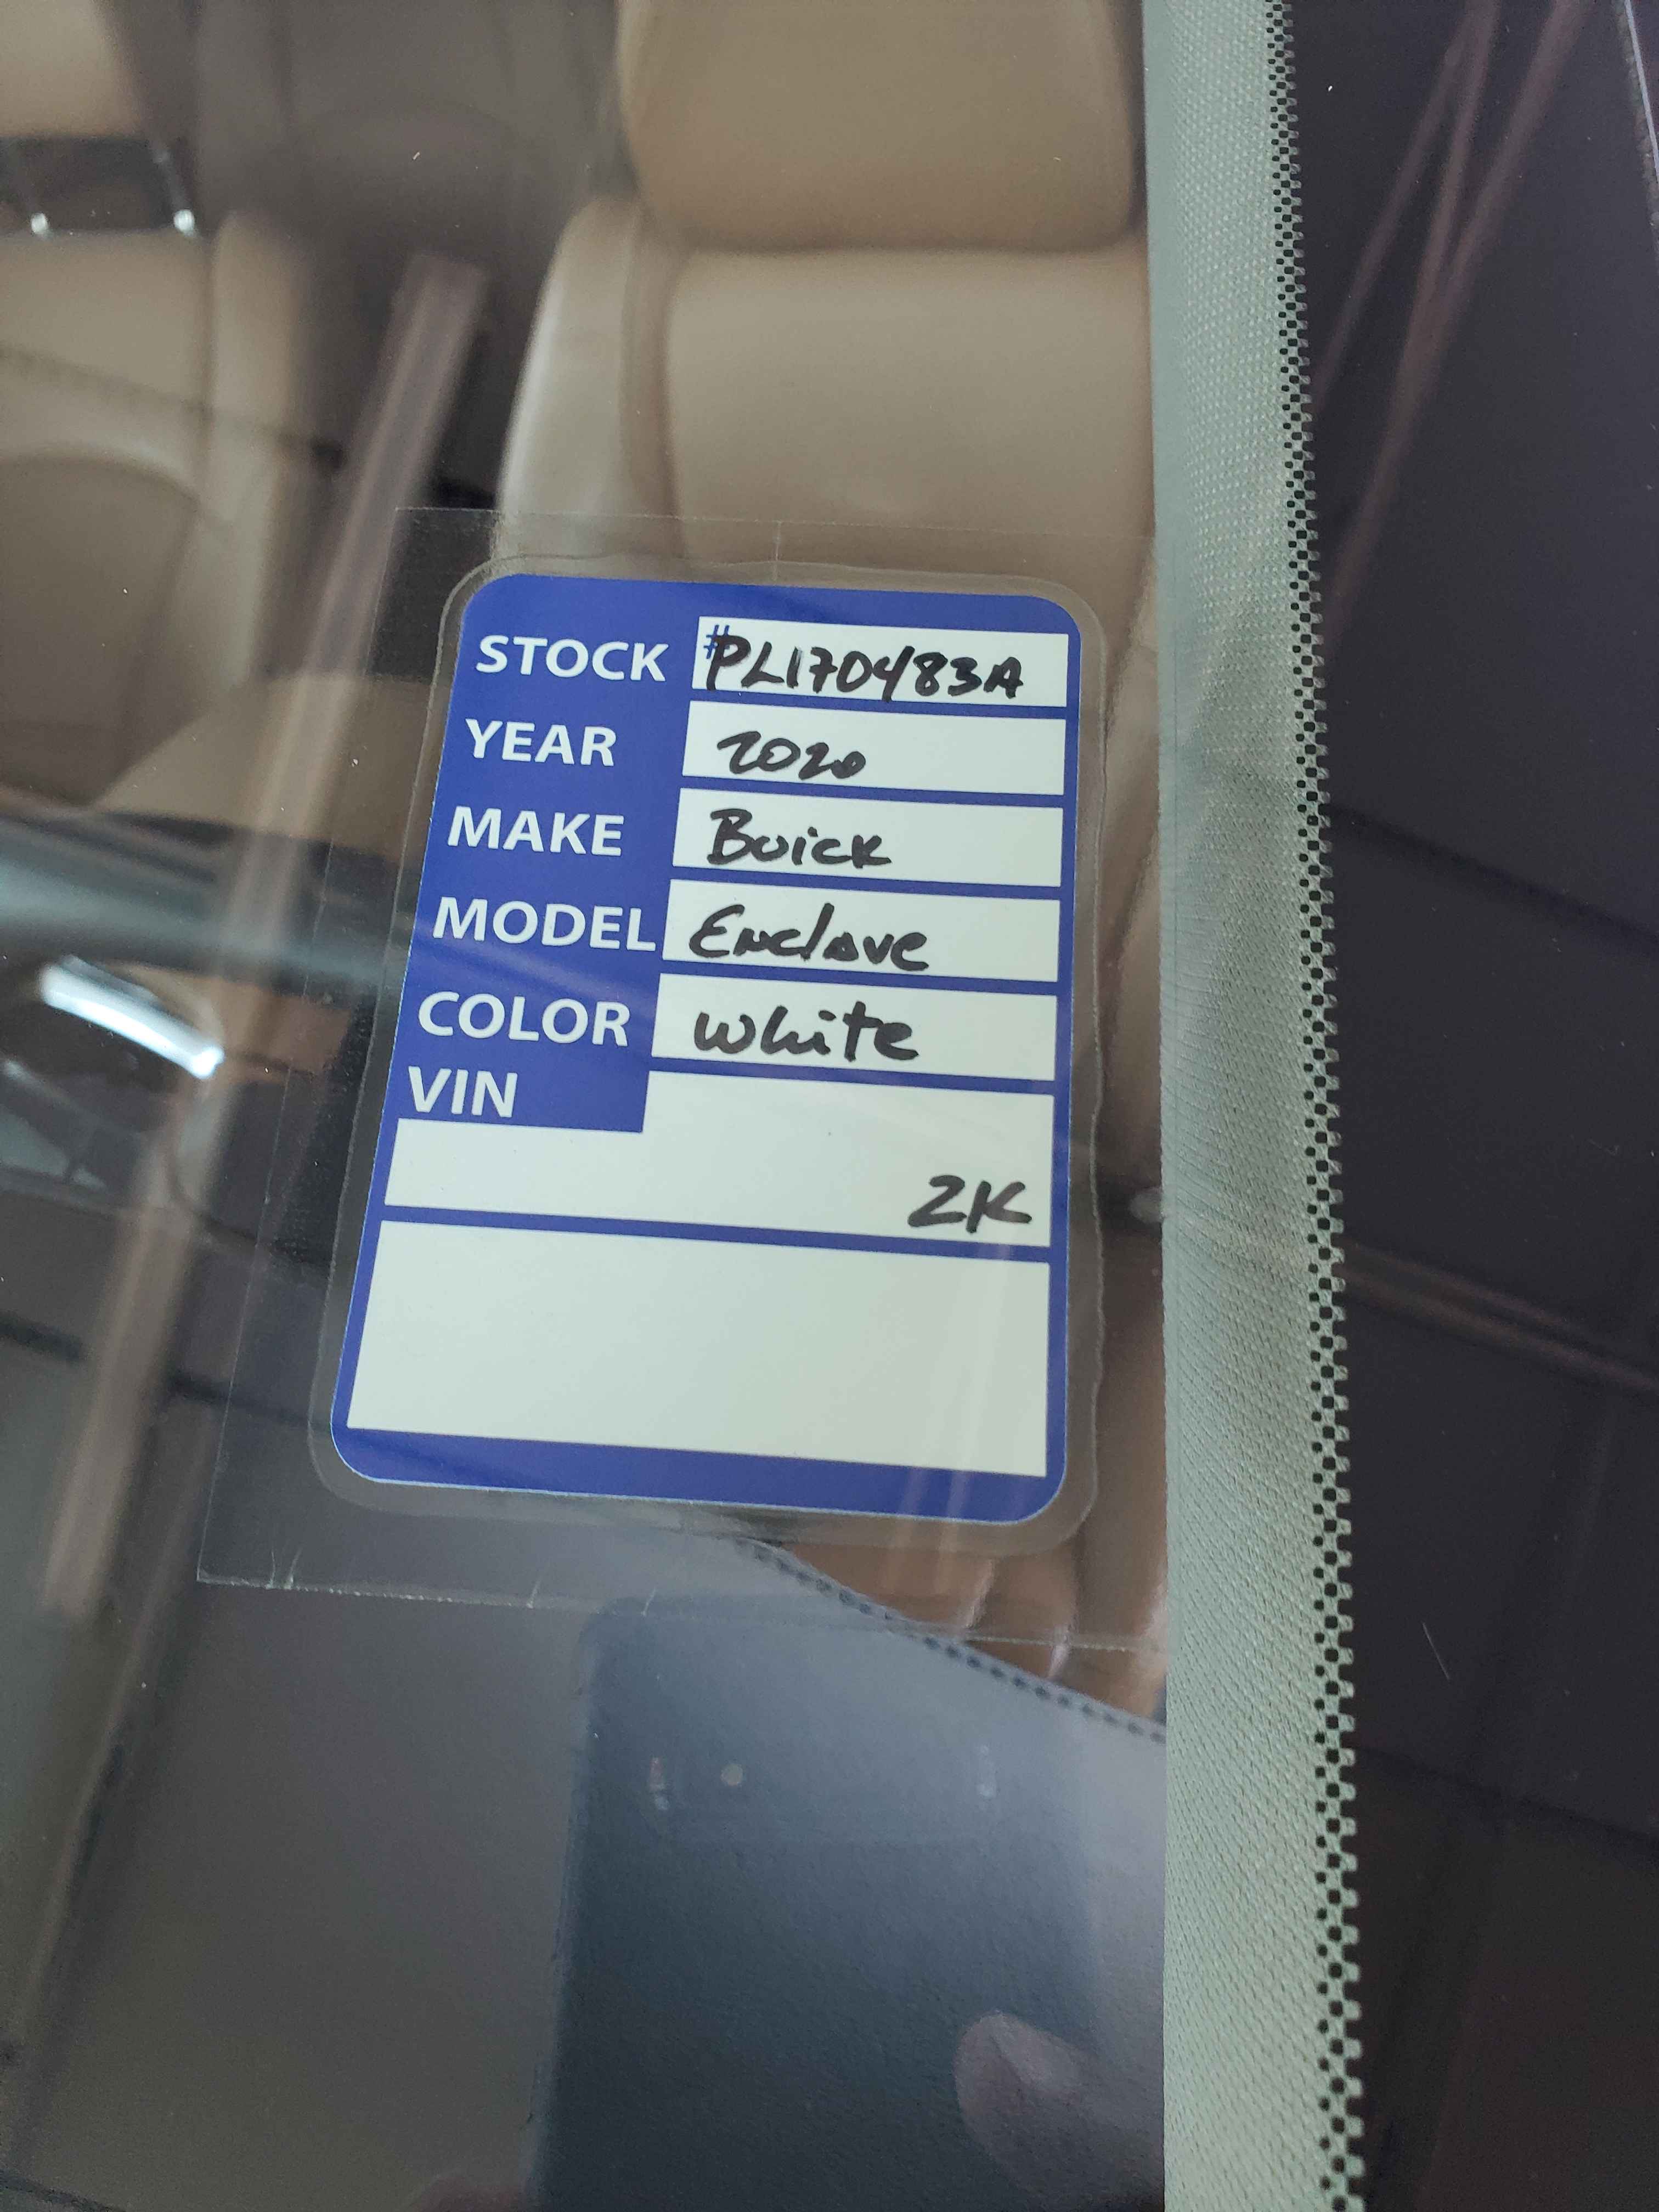 STOCK #PL170483A
YEAR 2020
MAKE Buick
MODEL Enclave
COLOR White
VIN
2K